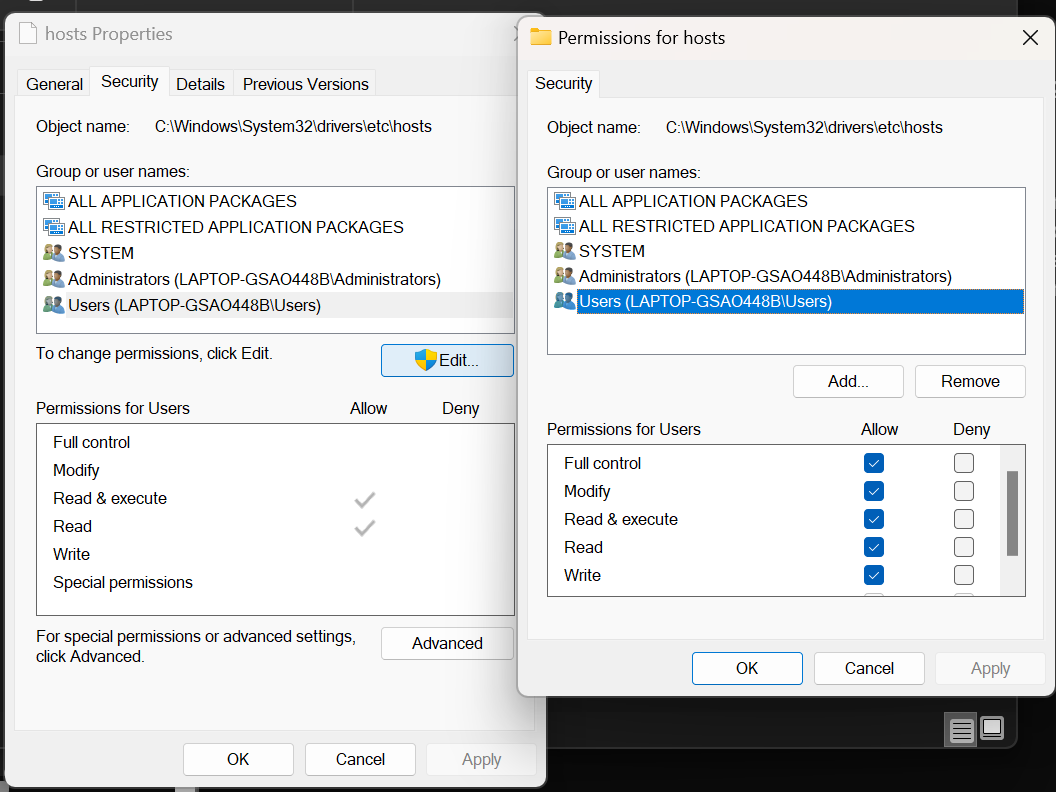 hosts Properties
General Security Details Previous Versions
Object name: C:\Windows\System32\drivers\etc\hosts
Group or user names:
ALL APPLICATION PACKAGES
ALL RESTRICTED APPLICATION PACKAGES
SYSTEM
Administrators (LAPTOP-GSAO448B\Administrators)
Users (LAPTOP-GSAO448B\Users)
To change permissions, click Edit.
Edit...
Permissions for Users Allow Deny
Full control
Modify
Read & execute
Read
Write
Special permissions
For special permissions or advanced settings,
click Advanced.
Advanced
OK Cancel Apply
Permissions for hosts
Security
Object name: C:\Windows\System32\drivers\etc\hosts
Group or user names:
ALL APPLICATION PACKAGES
ALL RESTRICTED APPLICATION PACKAGES
SYSTEM
Administrators (LAPTOP-GSAO448B\Administrators)
Users (LAPTOP-GSAO448B\Users)
Add... Remove
Permissions for Users Allow Deny
Full control
Modify
Read & execute
Read
Write
OK Cancel Apply